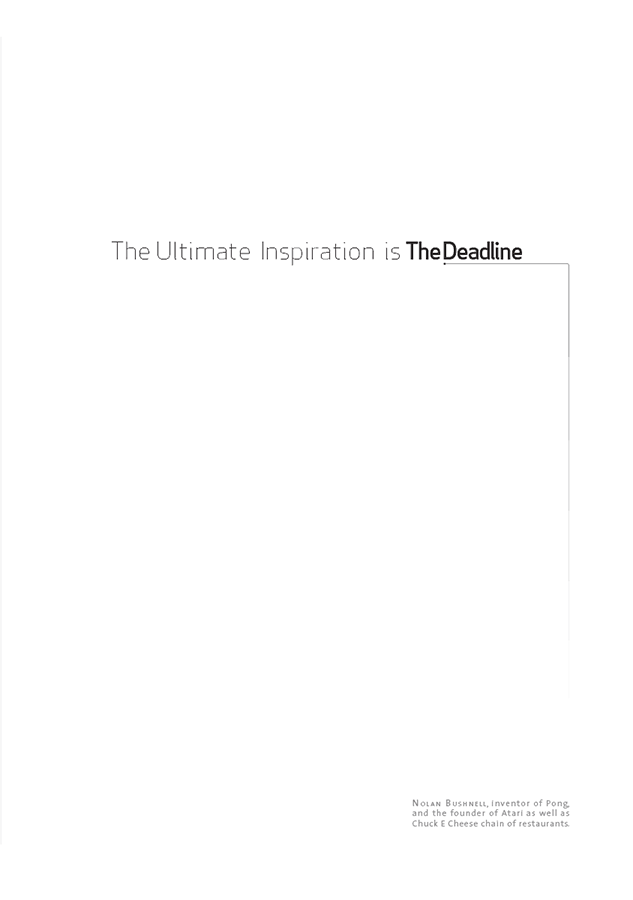 The Ultimate Inspiration is The Deadline
Nolan Bushnell, inventor of Pong,
and the founder of Atari as well as
Chuck E Cheese chain of restaurants.